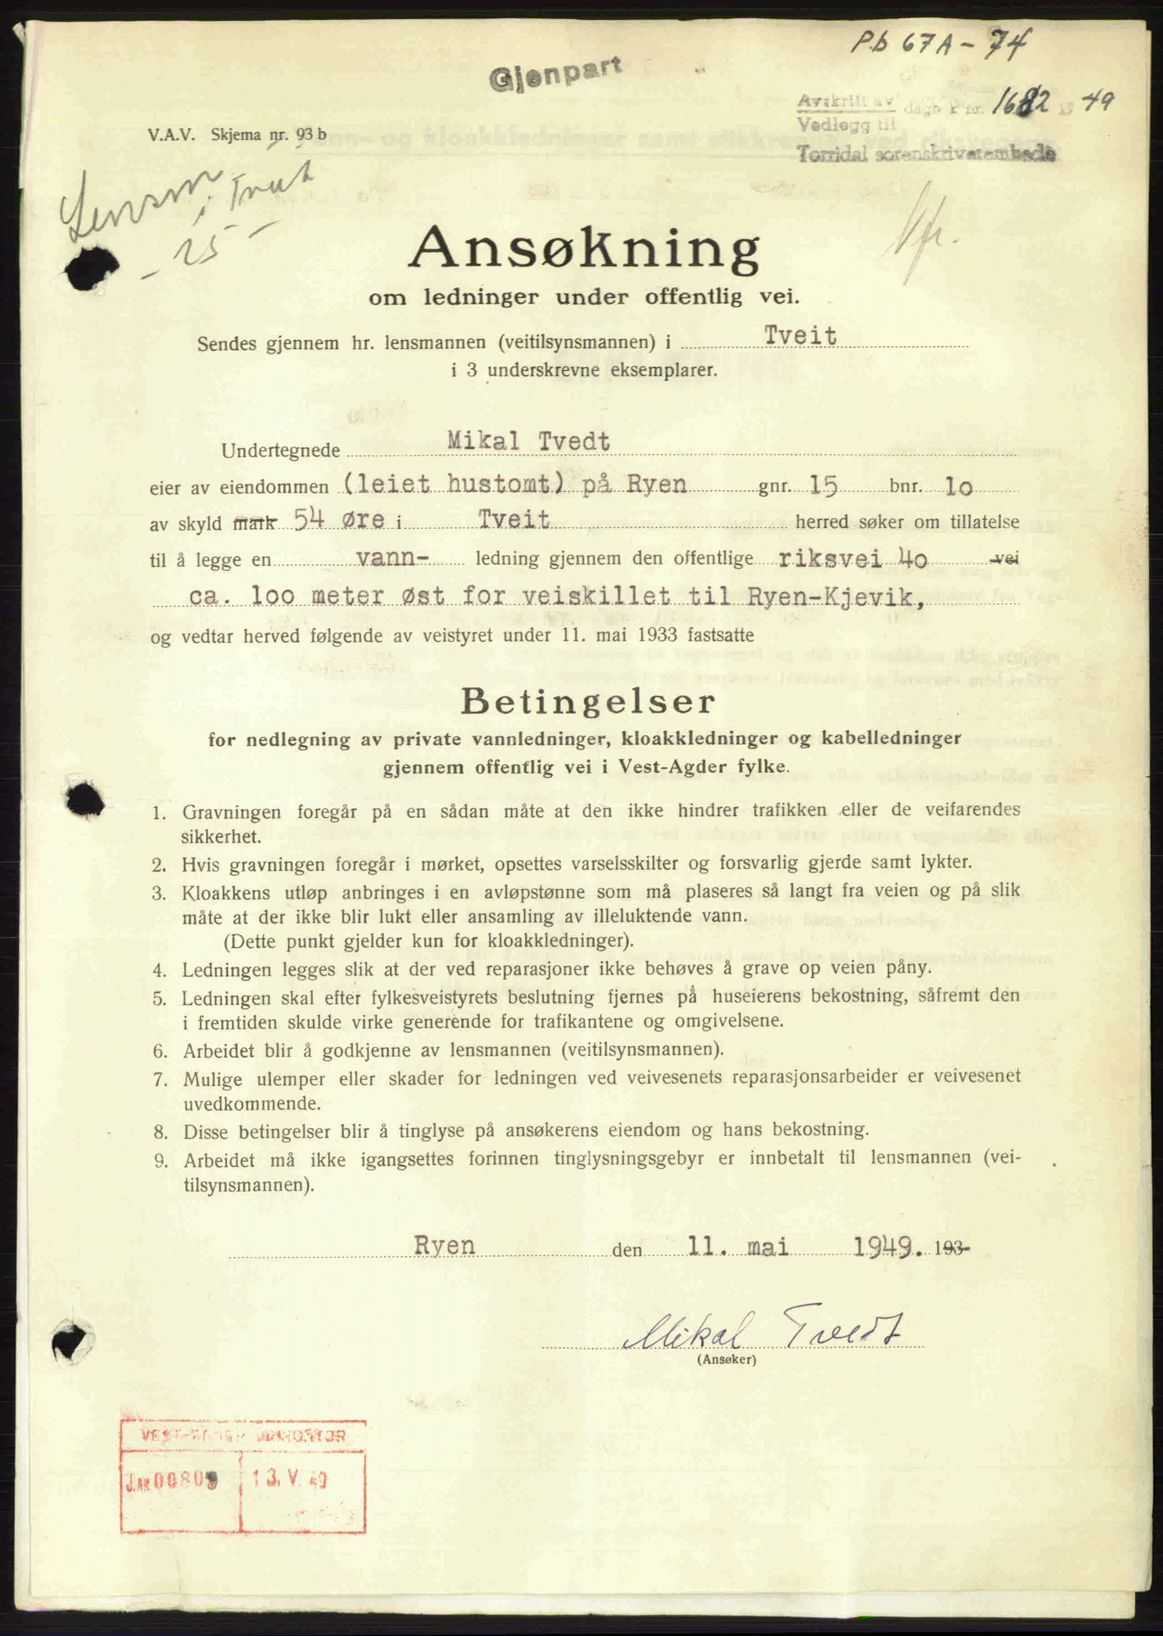 Pb 67A-74
Gjenpart
Avskrift av dagb k nr. 1682 19 49
Vedlegg til
Torridal sorenskriverembede
V.A.V. Skjema nr. 93 b
Lensm
i Tveit
- 25 -
Ansøkning
om ledninger under offentlig vei.
Sendes gjennem hr. lensmannen (veitilsynsmannen) i Tveit
i 3 underskrevne eksemplarer.
Undertegnede Mikal Tvedt
eier av eiendommen (leiet hustomt) på Ryen gnr. 15 bnr. 10
av skyld mark 54 øre i Tveit herred søker om tillatelse
til å legge en vann- ledning gjennem den offentlige riksvei 40 -vei
ca. 100 meter øst for veiskillet til Ryen-Kjevik,
og vedtar herved følgende av veistyret under 11. mai 1933 fastsatte
Betingelser
for nedlegning av private vannledninger, kloakkledninger og kabelledninger
gjennem offentlig vei i Vest-Agder fylke.
1. Gravningen foregår på en sådan måte at den ikke hindrer trafikken eller de veifarendes
sikkerhet.
2. Hvis gravningen foregår i mørket, opsettes varselsskilter og forsvarlig gjerde samt lykter.
3. Kloakkens utløp anbringes i en avløpstønne som må plaseres så langt fra veien og på slik
måte at der ikke blir lukt eller ansamling av illeluktende vann.
(Dette punkt gjelder kun for kloakkledninger).
4. Ledningen legges slik at der ved reparasjoner ikke behøves å grave op veien påny.
5. Ledningen skal efter fylkesveistyrets beslutning fjernes på huseierens bekostning, såfremt den
i fremtiden skulde virke generende for trafikantene og omgivelsene.
6. Arbeidet blir å godkjenne av lensmannen (veitilsynsmannen).
7. Mulige ulemper eller skader for ledningen ved veivesenets reparasjonsarbeider er veivesenet
uvedkommende.
8. Disse betingelser blir å tinglyse på ansøkerens eiendom og hans bekostning.
9. Arbeidet må ikke igangsettes forinnen tinglysningsgebyr er innbetalt til lensmannen (vei-
tilsynsmannen).
Ryen den 11. mai 1949. 193-
Mikal Tvedt
(Ansøker)
J.nr. 00809 13. V. 49